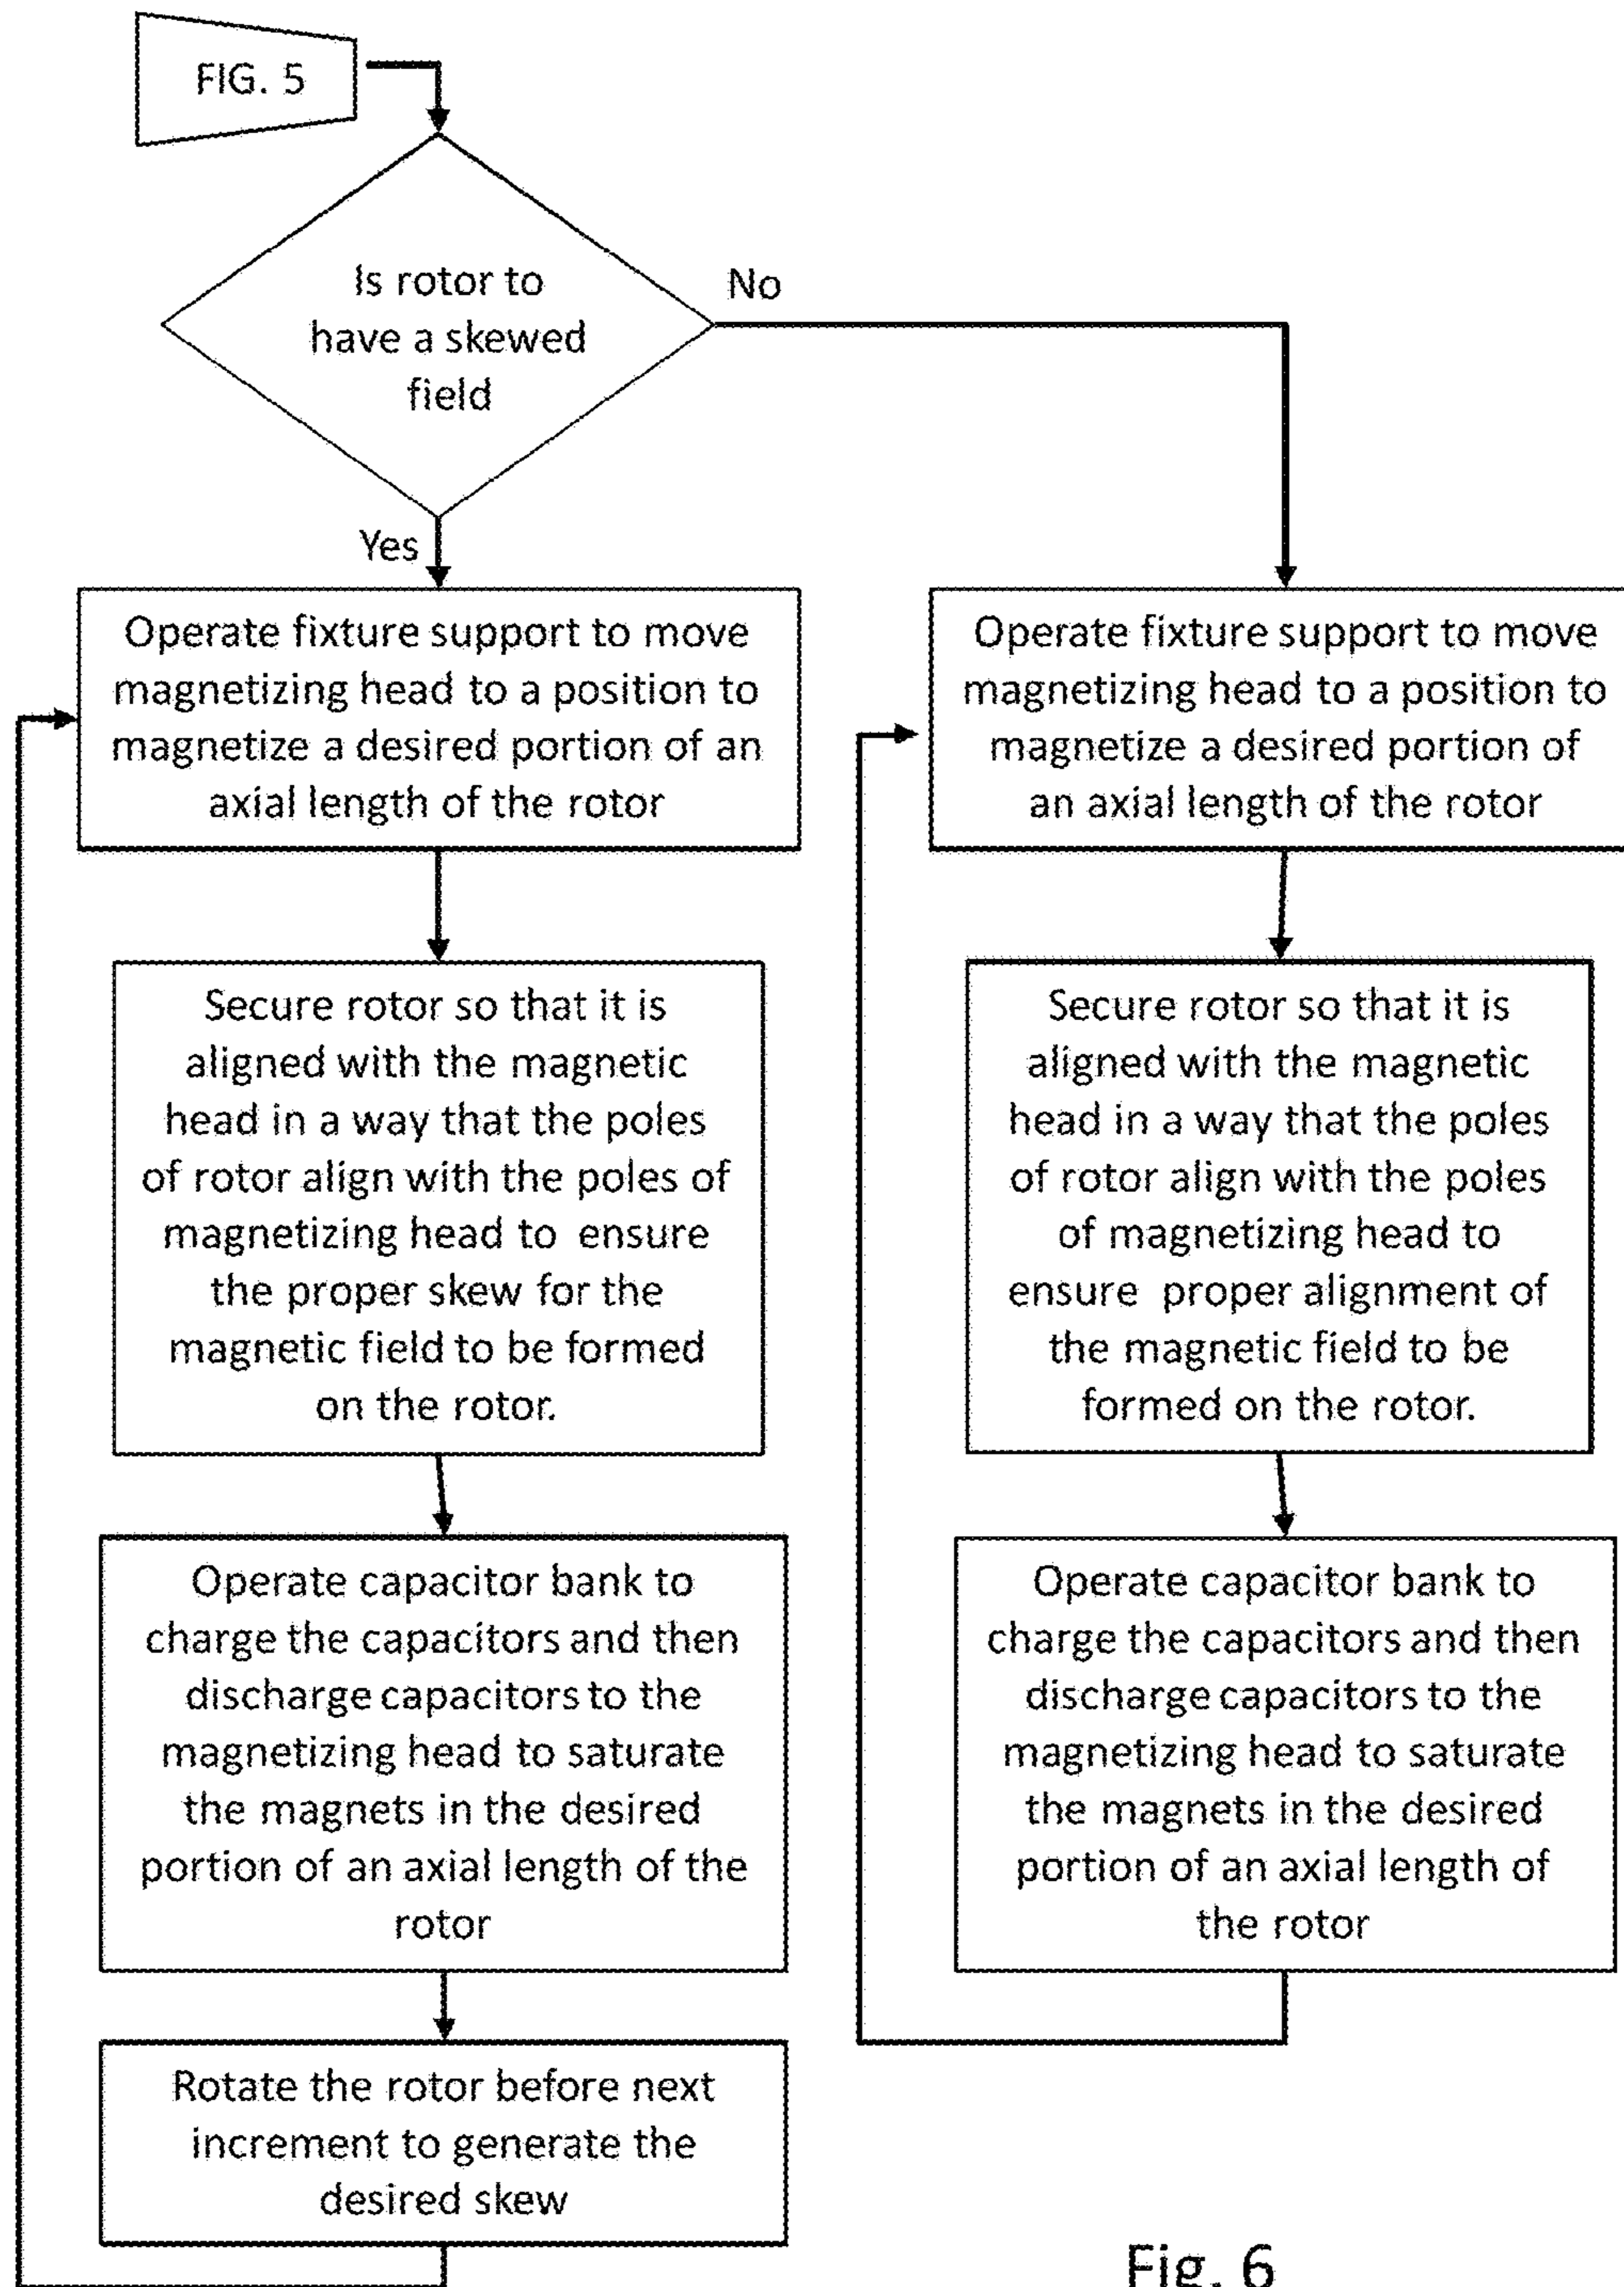 FIG. 5
Is rotor to
have a skewed
field
No
Yes
Operate fixture support to move
magnetizing head to a position to
magnetize a desired portion of an
axial length of the rotor
Secure rotor so that it is
aligned with the magnetic
head in a way that the poles
of rotor align with the poles of
magnetizing head to ensure
the proper skew for the
magnetic field to be formed
on the rotor.
Operate capacitor bank to
charge the capacitors and then
discharge capacitors to the
magnetizing head to saturate
the magnets in the desired
portion of an axial length of the
rotor
Rotate the rotor before next
increment to generate the
desired skew
Operate fixture support to move
magnetizing head to a position to
magnetize a desired portion of
an axial length of the rotor
Secure rotor so that it is
aligned with the magnetic
head in a way that the poles
of rotor align with the poles
of magnetizing head to
ensure proper alignment of
the magnetic field to be
formed on the rotor.
Operate capacitor bank to
charge the capacitors and then
discharge capacitors to the
magnetizing head to saturate
the magnets in the desired
portion of an axial length of
the rotor
Fig. 6